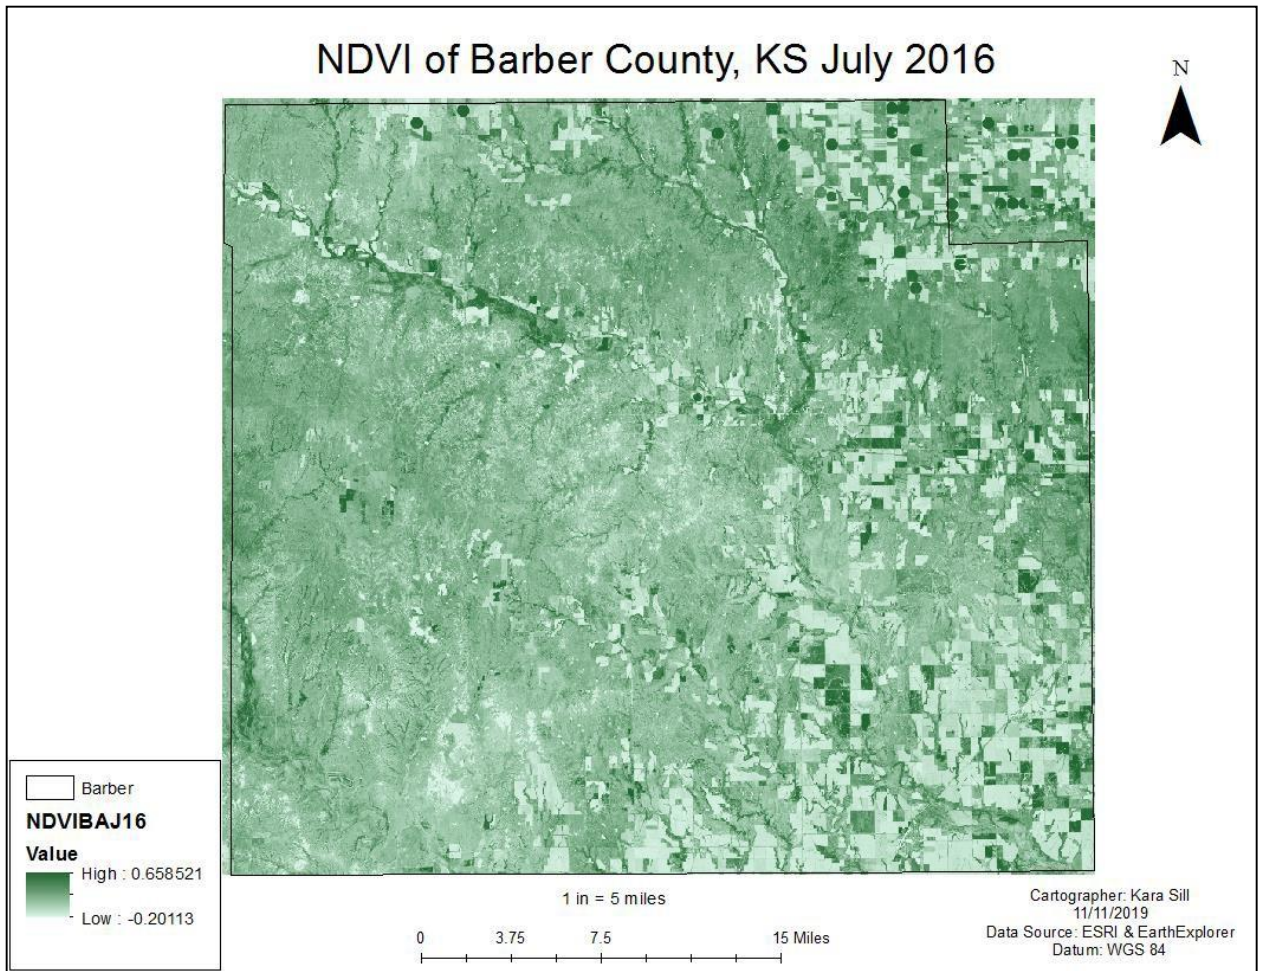 NDVI of Barber County, KS July 2016
N
Barber
NDVIBAJ16
Value
High : 0.658521
Low : -0.20113
1 in = 5 miles
0 3.75 7.5 15 Miles
Cartographer: Kara Sill
11/11/2019
Data Source: ESRI & EarthExplorer
Datum: WGS 84